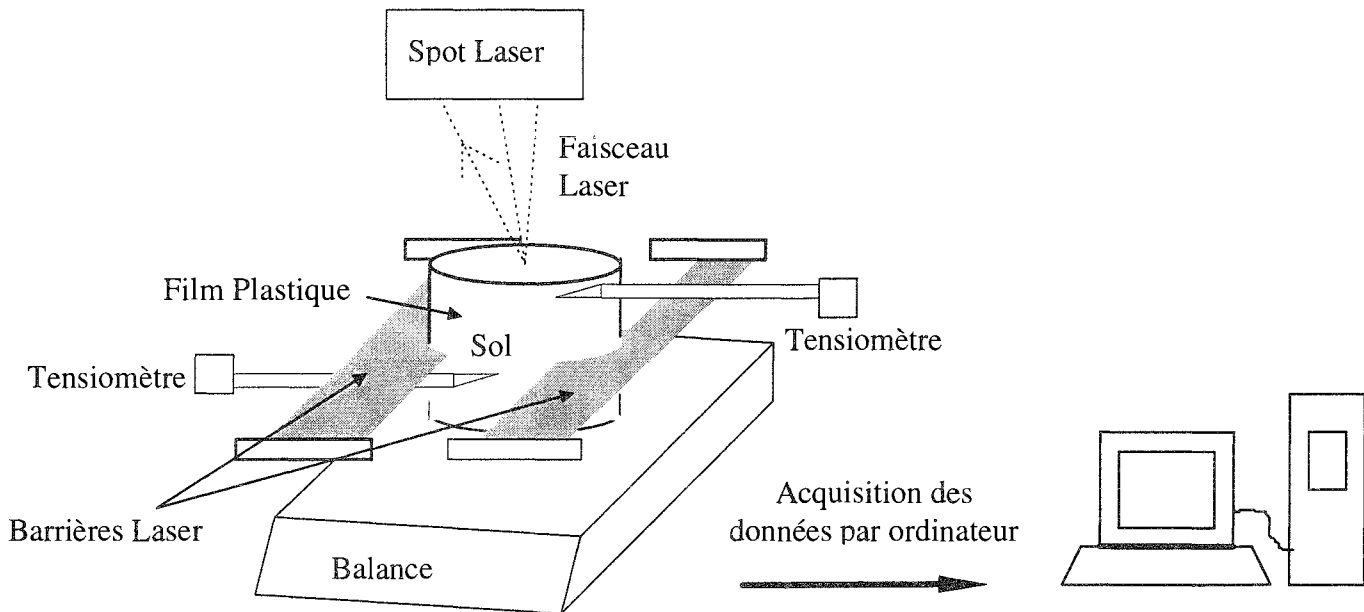 Spot Laser
Faisceau
Laser
Film Plastique
Sol
Tensiomètre
Tensiomètre
Barrières Laser
Balance
Acquisition des
données par ordinateur